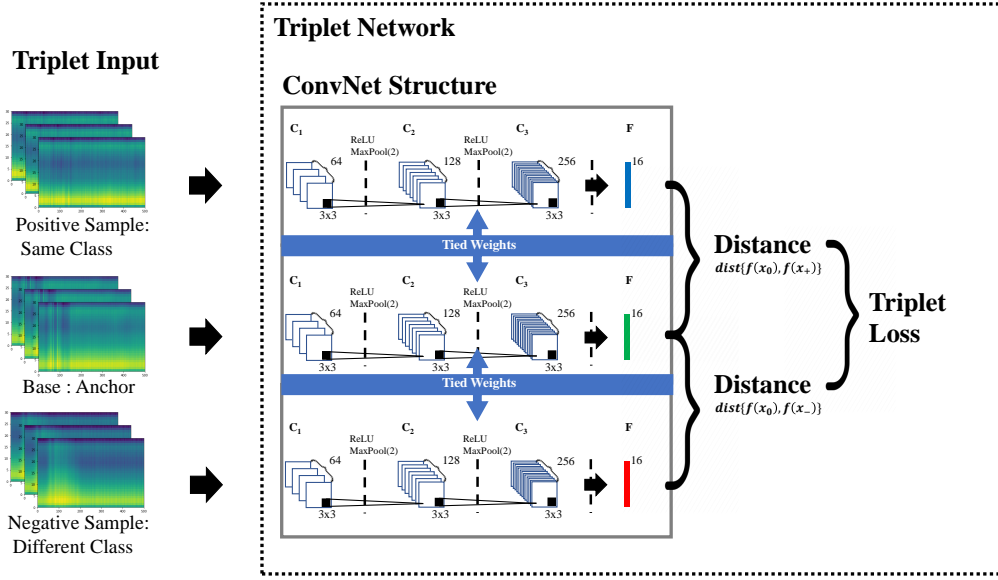 Triplet Network
Triplet Input
ConvNet Structure
C1 C2 C3 F
64 ReLU 128 ReLU 256 16
MaxPool(2) MaxPool(2)
3x3 - 3x3 - 3x3 -
Positive Sample:
Same Class
Tied Weights
Distance
dist{f(x0), f(x+)}
C1 C2 C3 F
64 ReLU 128 ReLU 256 16
MaxPool(2) MaxPool(2)
3x3 - 3x3 - 3x3 -
Triplet
Loss
Base : Anchor
Tied Weights
Distance
dist{f(x0), f(x−)}
C1 C2 C3 F
64 ReLU 128 ReLU 256 16
MaxPool(2) MaxPool(2)
3x3 - 3x3 - 3x3 -
Negative Sample:
Different Class